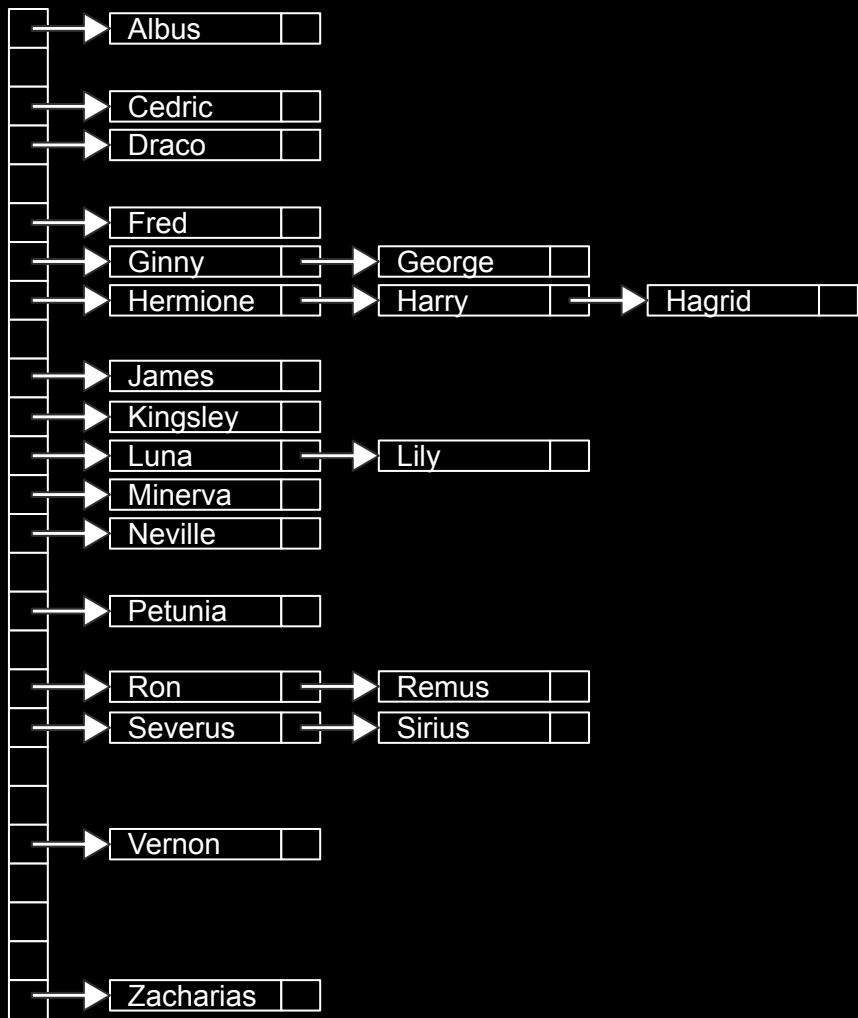 Albus
Cedric
Draco
Fred
Ginny George
Hermione Harry Hagrid
James
Kingsley
Luna Lily
Minerva
Neville
Petunia
Ron Remus
Severus Sirius
Vernon
Zacharias